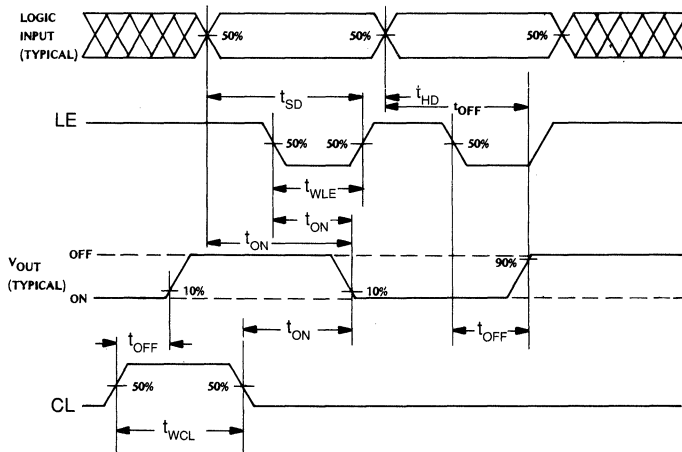 LOGIC
INPUT
(TYPICAL)
50%
50%
50%
tSD
tHD
tOFF
LE
50%
50%
50%
tWLE
tON
tON
OFF
VOUT
(TYPICAL)
ON
10%
10%
90%
tOFF
tON
tOFF
CL
50%
50%
tWCL